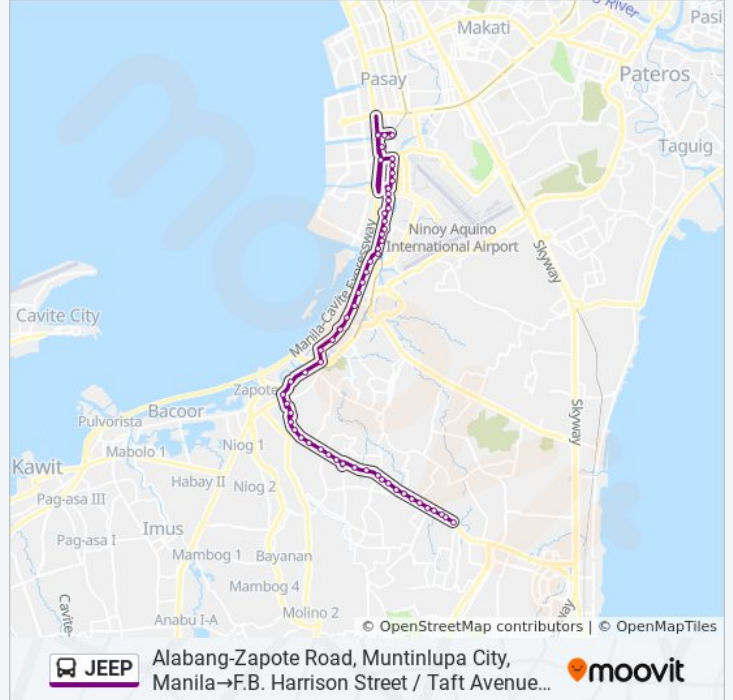 s River
Pasi
Makati
Pasay
Pateros
Taguig
Ninoy Aquino
International Airport
Skyway
Manila-Cavite Expressway
Cavite City
Zapote
Bacoor
Pulvorista
Skyway
Mabolo 1
Niog 1
Kawit
Habay II
Niog 2
Pag-asa III
Imus
Pag-asa I
Mambog 1
Bayanan
Mambog 4
Cavite-
Molino 2
Anabu I-A
way
© OpenStreetMap contributors | © OpenMapTiles
JEEP
Alabang-Zapote Road, Muntinlupa City,
Manila→F.B. Harrison Street / Taft Avenue…
moovit